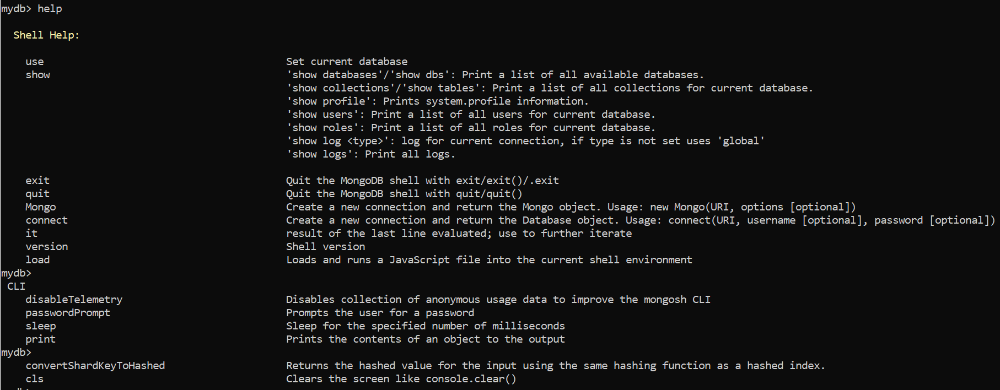 mydb> help
Shell Help:
use Set current database
show 'show databases'/'show dbs': Print a list of all available databases.
'show collections'/'show tables': Print a list of all collections for current database.
'show profile': Prints system.profile information.
'show users': Print a list of all users for current database.
'show roles': Print a list of all roles for current database.
'show log <type>': log for current connection, if type is not set uses 'global'
'show logs': Print all logs.
exit Quit the MongoDB shell with exit/exit()/.exit
quit Quit the MongoDB shell with quit/quit()
Mongo Create a new connection and return the Mongo object. Usage: new Mongo(URI, options [optional])
connect Create a new connection and return the Database object. Usage: connect(URI, username [optional], password [optional])
it result of the last line evaluated; use to further iterate
version Shell version
load Loads and runs a JavaScript file into the current shell environment
mydb>
CLI
disableTelemetry Disables collection of anonymous usage data to improve the mongosh CLI
passwordPrompt Prompts the user for a password
sleep Sleep for the specified number of milliseconds
print Prints the contents of an object to the output
mydb>
convertShardKeyToHashed Returns the hashed value for the input using the same hashing function as a hashed index.
cls Clears the screen like console.clear()